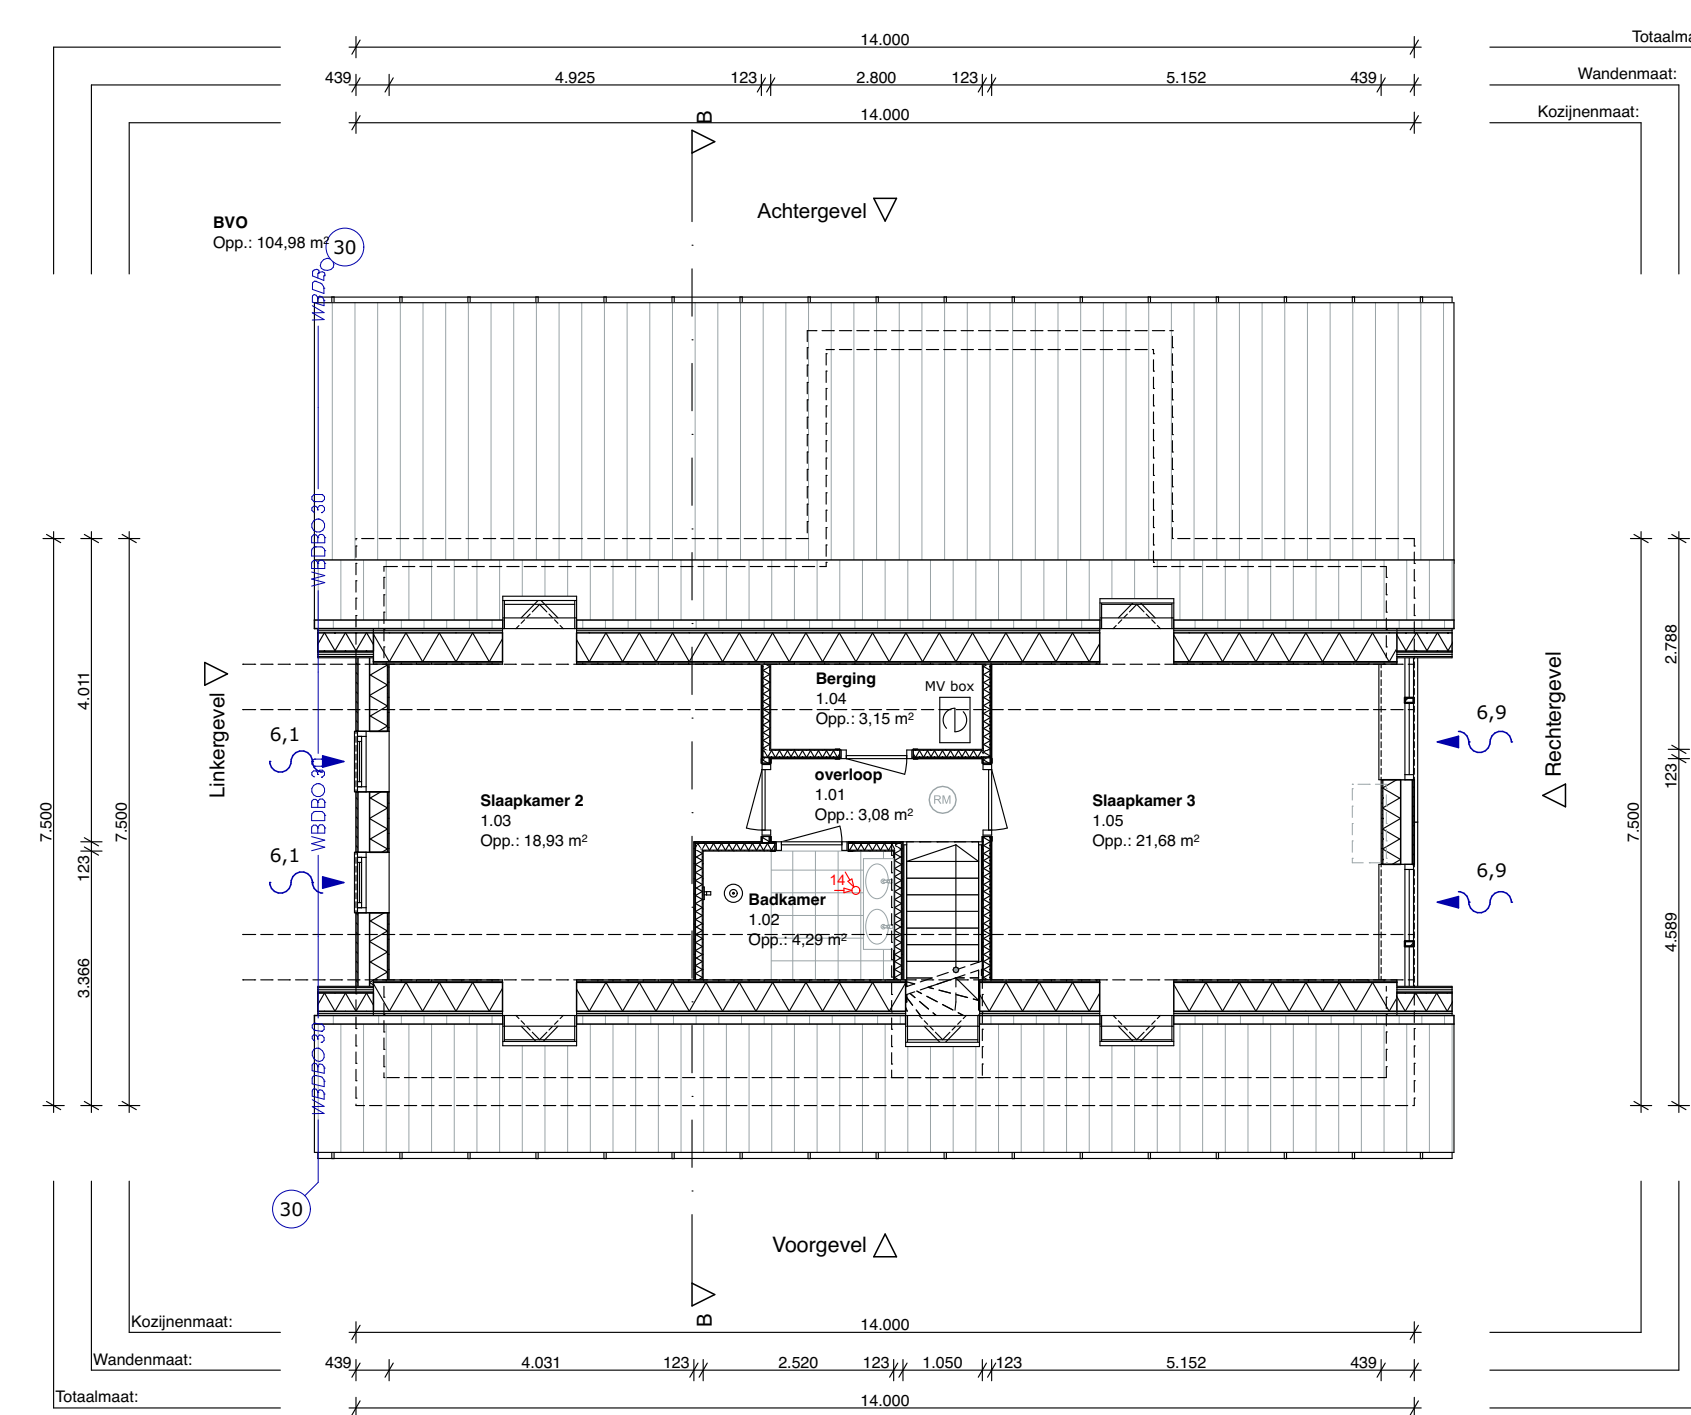 14.000
Totaalma
439 4.925 123 2.800 123 5.152 439
Wandenmaat:
14.000
Kozijnenmaat:
B
Achtergevel
BVO
Opp.: 104,98 m²
30
WBDBO
WBDBO 30
WBDBO 30
WBDBO 30
30
Linkergevel
Rechtergevel
7.500
4.011
123
3.366
7.500
6,1
6,1
Slaapkamer 2
1.03
Opp.: 18,93 m²
Berging
1.04
Opp.: 3,15 m²
MV box
overloop
1.01
Opp.: 3,08 m²
RM
Badkamer
1.02
Opp.: 4,29 m²
14
Slaapkamer 3
1.05
Opp.: 21,68 m²
6,9
6,9
7.500
2.788
123
4.589
Voorgevel
B
Kozijnenmaat:
14.000
Wandenmaat:
439 4.031 123 2.520 123 1.050 123 5.152 439
Totaalmaat:
14.000